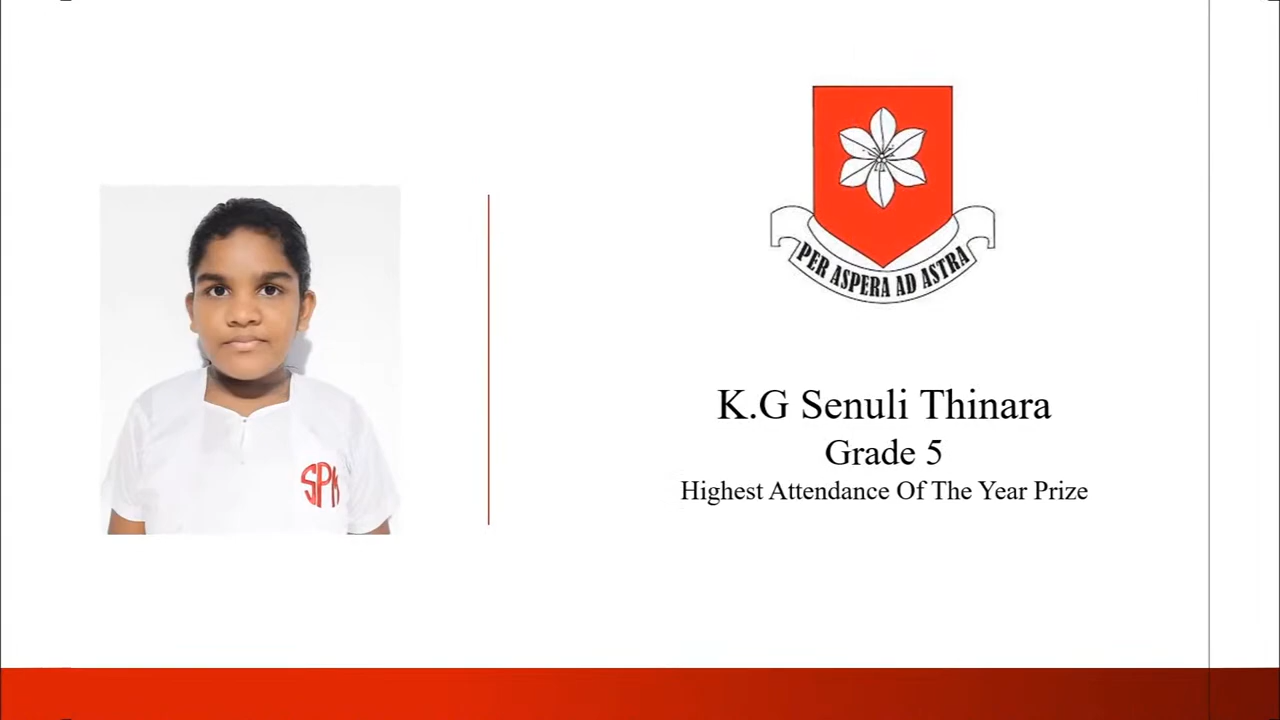 PER ASPERA AD ASTRA
SPK
K.G Senuli Thinara
Grade 5
Highest Attendance Of The Year Prize